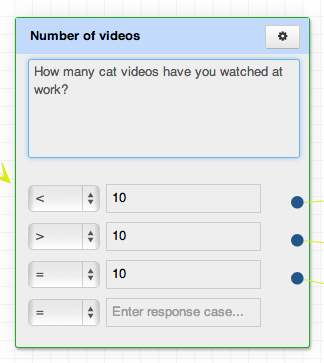 Number of videos
How many cat videos have you watched at
work?
< 10
> 10
= 10
= Enter response case...